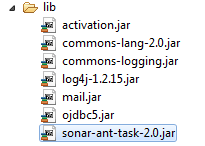 lib
activation.jar
commons-lang-2.0.jar
commons-logging.jar
log4j-1.2.15.jar
mail.jar
ojdbc5.jar
sonar-ant-task-2.0.jar